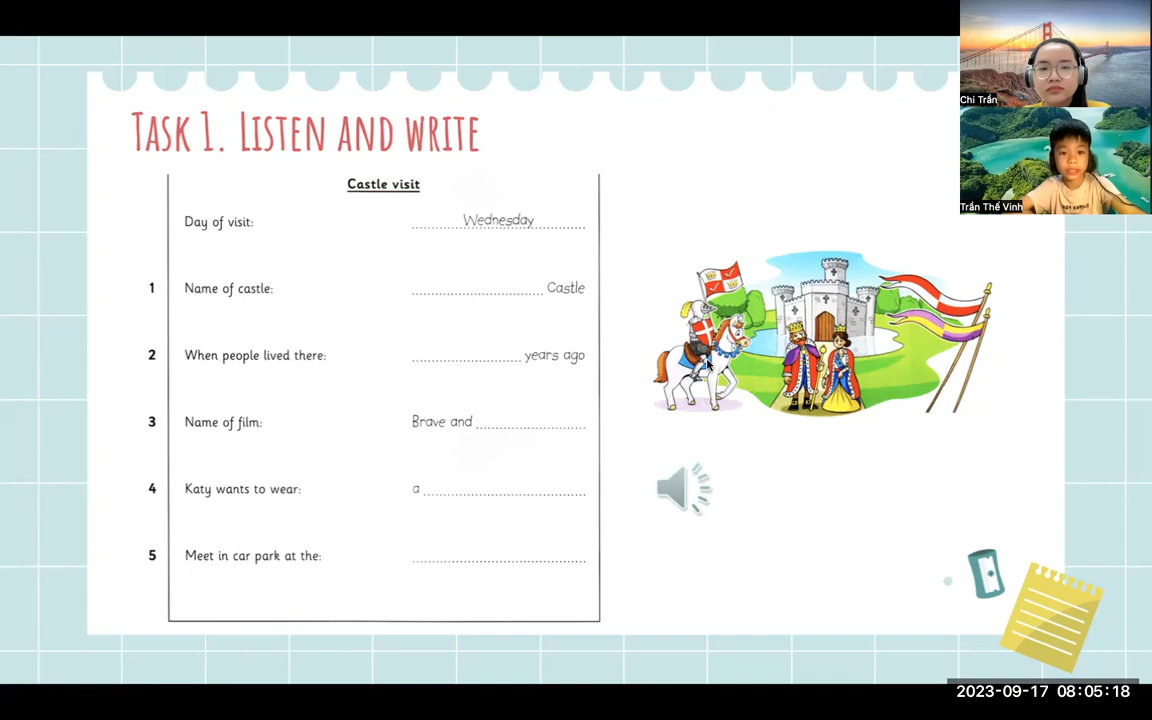 TASK 1. LISTEN AND WRITE
Castle visit
Day of visit: Wednesday
1 Name of castle: Castle
2 When people lived there: years ago
3 Name of film: Brave and
4 Katy wants to wear: a
5 Meet in car park at the:
Chi Trần
Trần Thế Vinh
2023-09-17 08:05:18